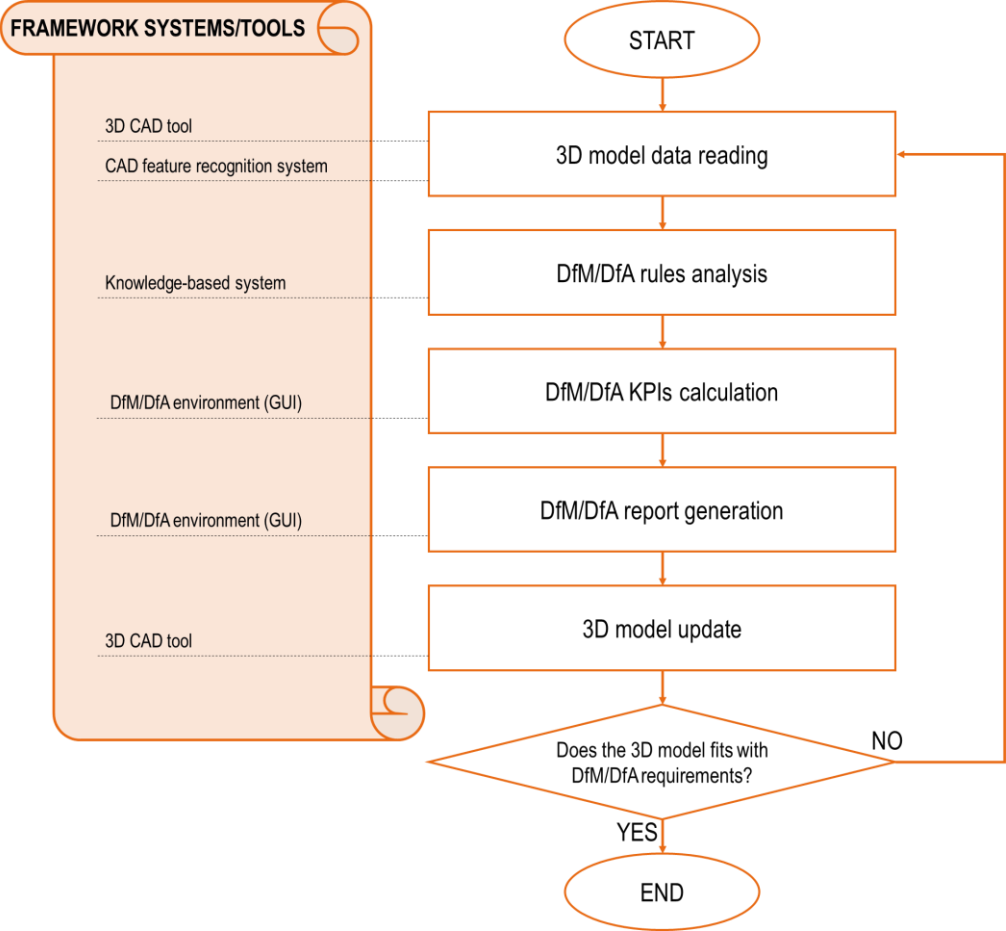 FRAMEWORK SYSTEMS/TOOLS
3D CAD tool
CAD feature recognition system
Knowledge-based system
DfM/DfA environment (GUI)
DfM/DfA environment (GUI)
3D CAD tool
START
3D model data reading
DfM/DfA rules analysis
DfM/DfA KPIs calculation
DfM/DfA report generation
3D model update
Does the 3D model fits with
DfM/DfA requirements?
NO
YES
END